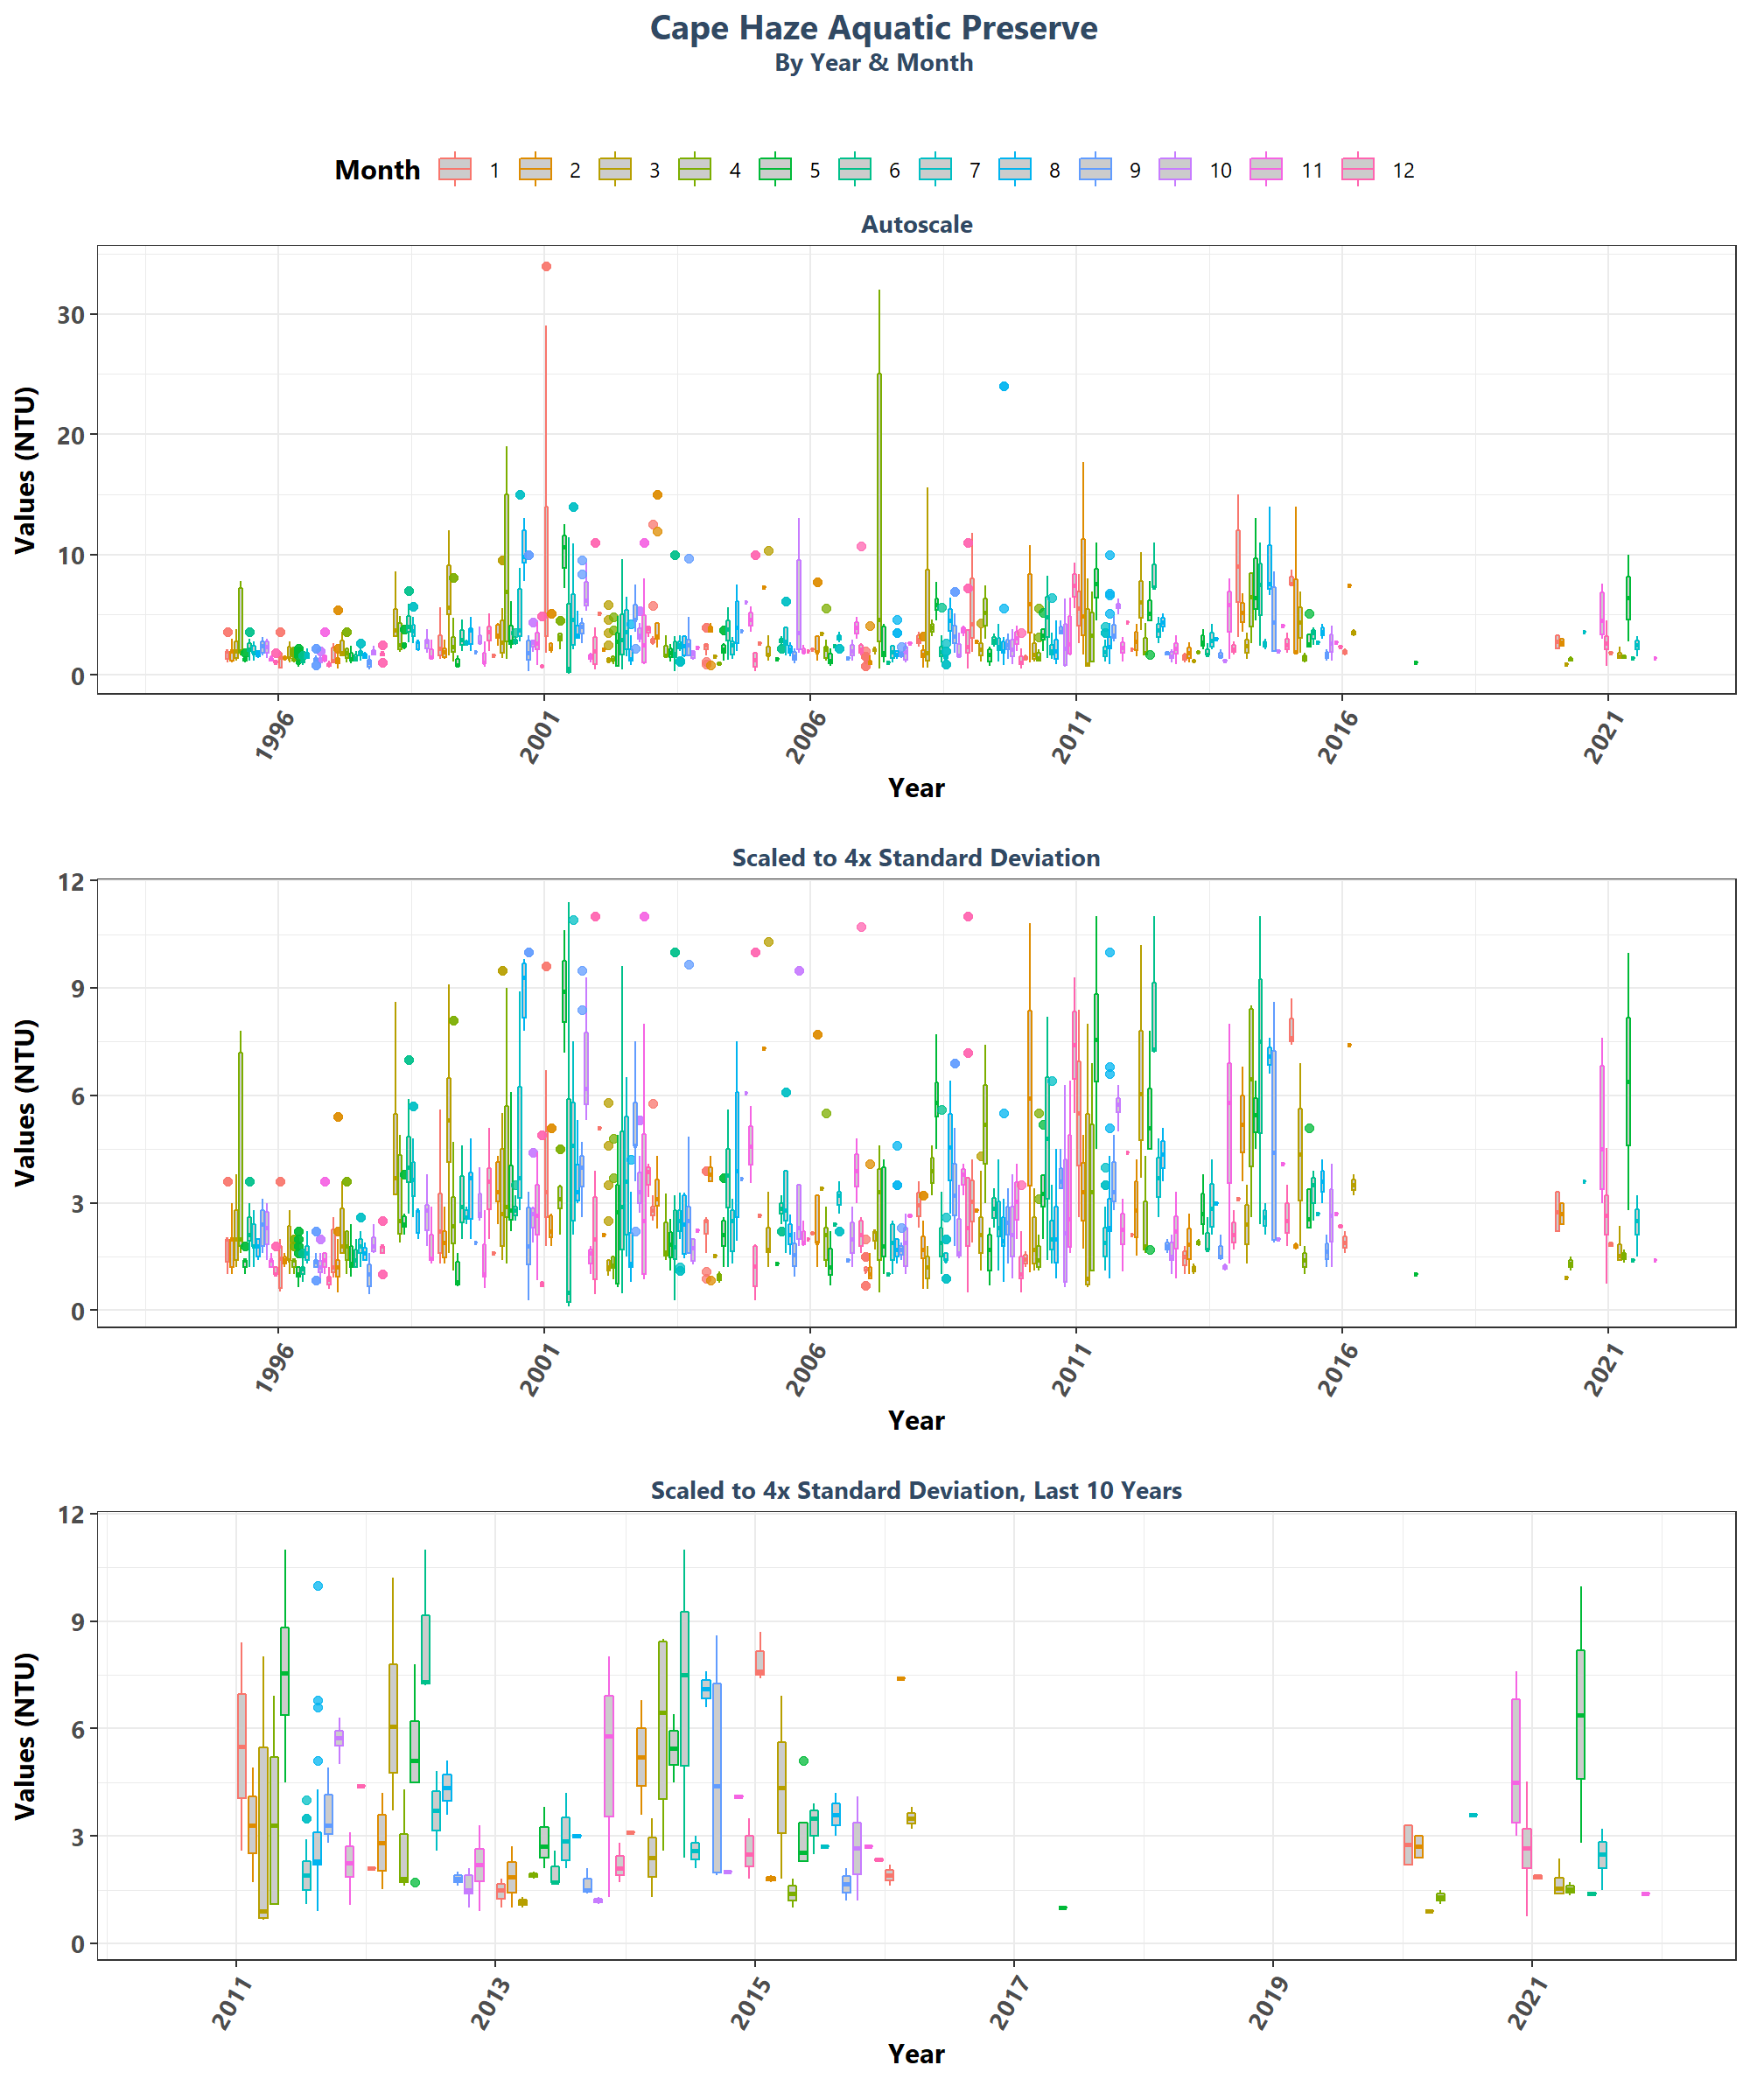 Cape Haze Aquatic Preserve
By Year & Month
Month 1 2 3 4 5 6 7 8 9 10 11 12
Autoscale
Values (NTU)
30
20
10
0
1996 2001 2006 2011 2016 2021
Year
Scaled to 4x Standard Deviation
Values (NTU)
12
9
6
3
0
1996 2001 2006 2011 2016 2021
Year
Scaled to 4x Standard Deviation, Last 10 Years
Values (NTU)
12
9
6
3
0
2011 2013 2015 2017 2019 2021
Year